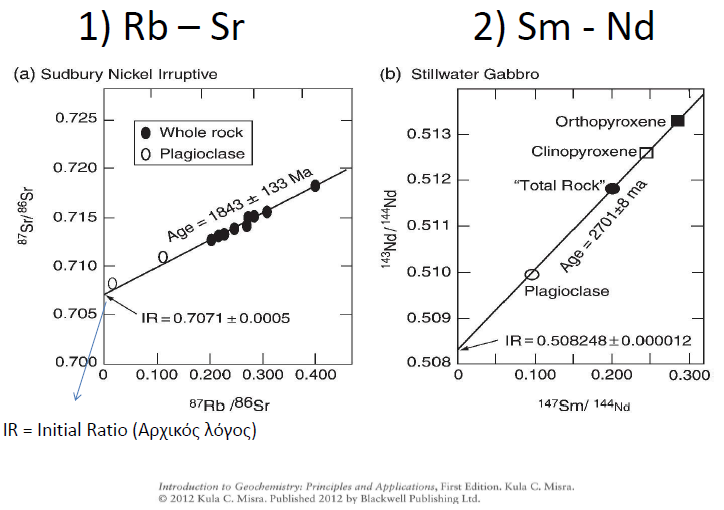 1) Rb – Sr
2) Sm - Nd
(a) Sudbury Nickel Irruptive
0.725
0.720
0.715
0.710
0.705
0.700
87Sr/86Sr
Whole rock
Plagioclase
Age = 1843 ± 133 Ma
IR = 0.7071 ± 0.0005
0
0.100
0.200
0.300
0.400
87Rb /86Sr
IR = Initial Ratio (Αρχικός λόγος)
(b) Stillwater Gabbro
0.513
0.512
0.511
0.510
0.509
0.508
143Nd/144Nd
Orthopyroxene
Clinopyroxene
“Total Rock”
Age = 2701±8 ma
Plagioclase
IR = 0.508248 ± 0.000012
0
0.100
0.200
0.300
147Sm/ 144Nd
Introduction to Geochemistry: Principles and Applications, First Edition. Kula C. Misra.
© 2012 Kula C. Misra. Published 2012 by Blackwell Publishing Ltd.